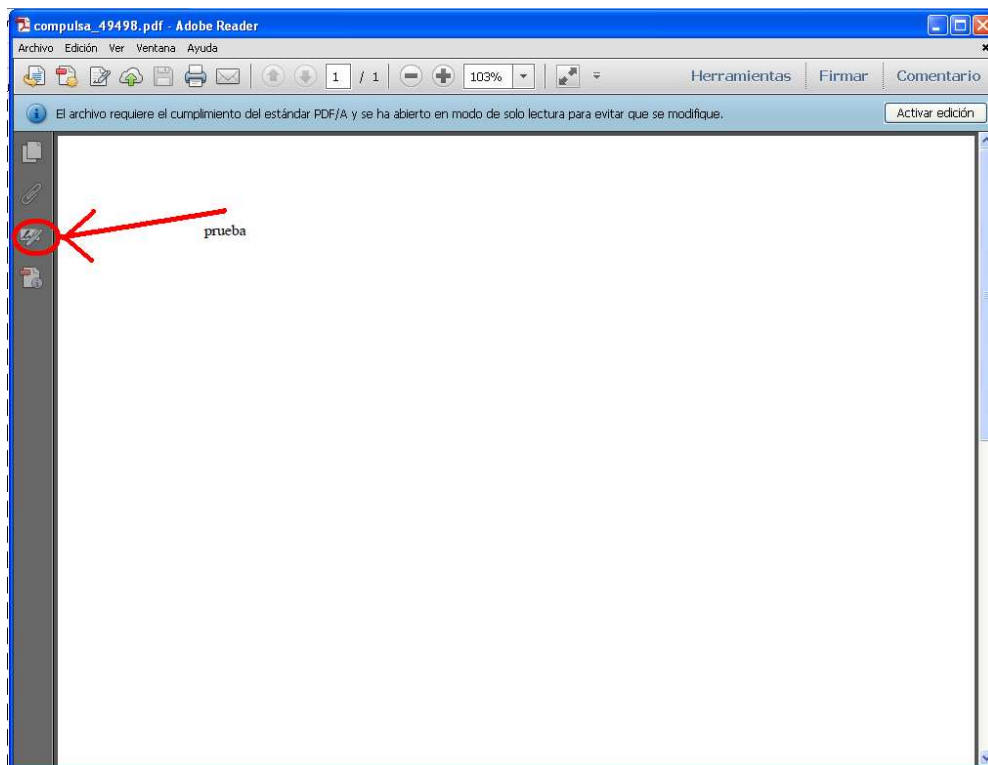 compulsa_49498.pdf - Adobe Reader
Archivo Edición Ver Ventana Ayuda
1 / 1 103% Herramientas Firmar Comentario
El archivo requiere el cumplimiento del estándar PDF/A y se ha abierto en modo de solo lectura para evitar que se modifique. Activar edición
prueba